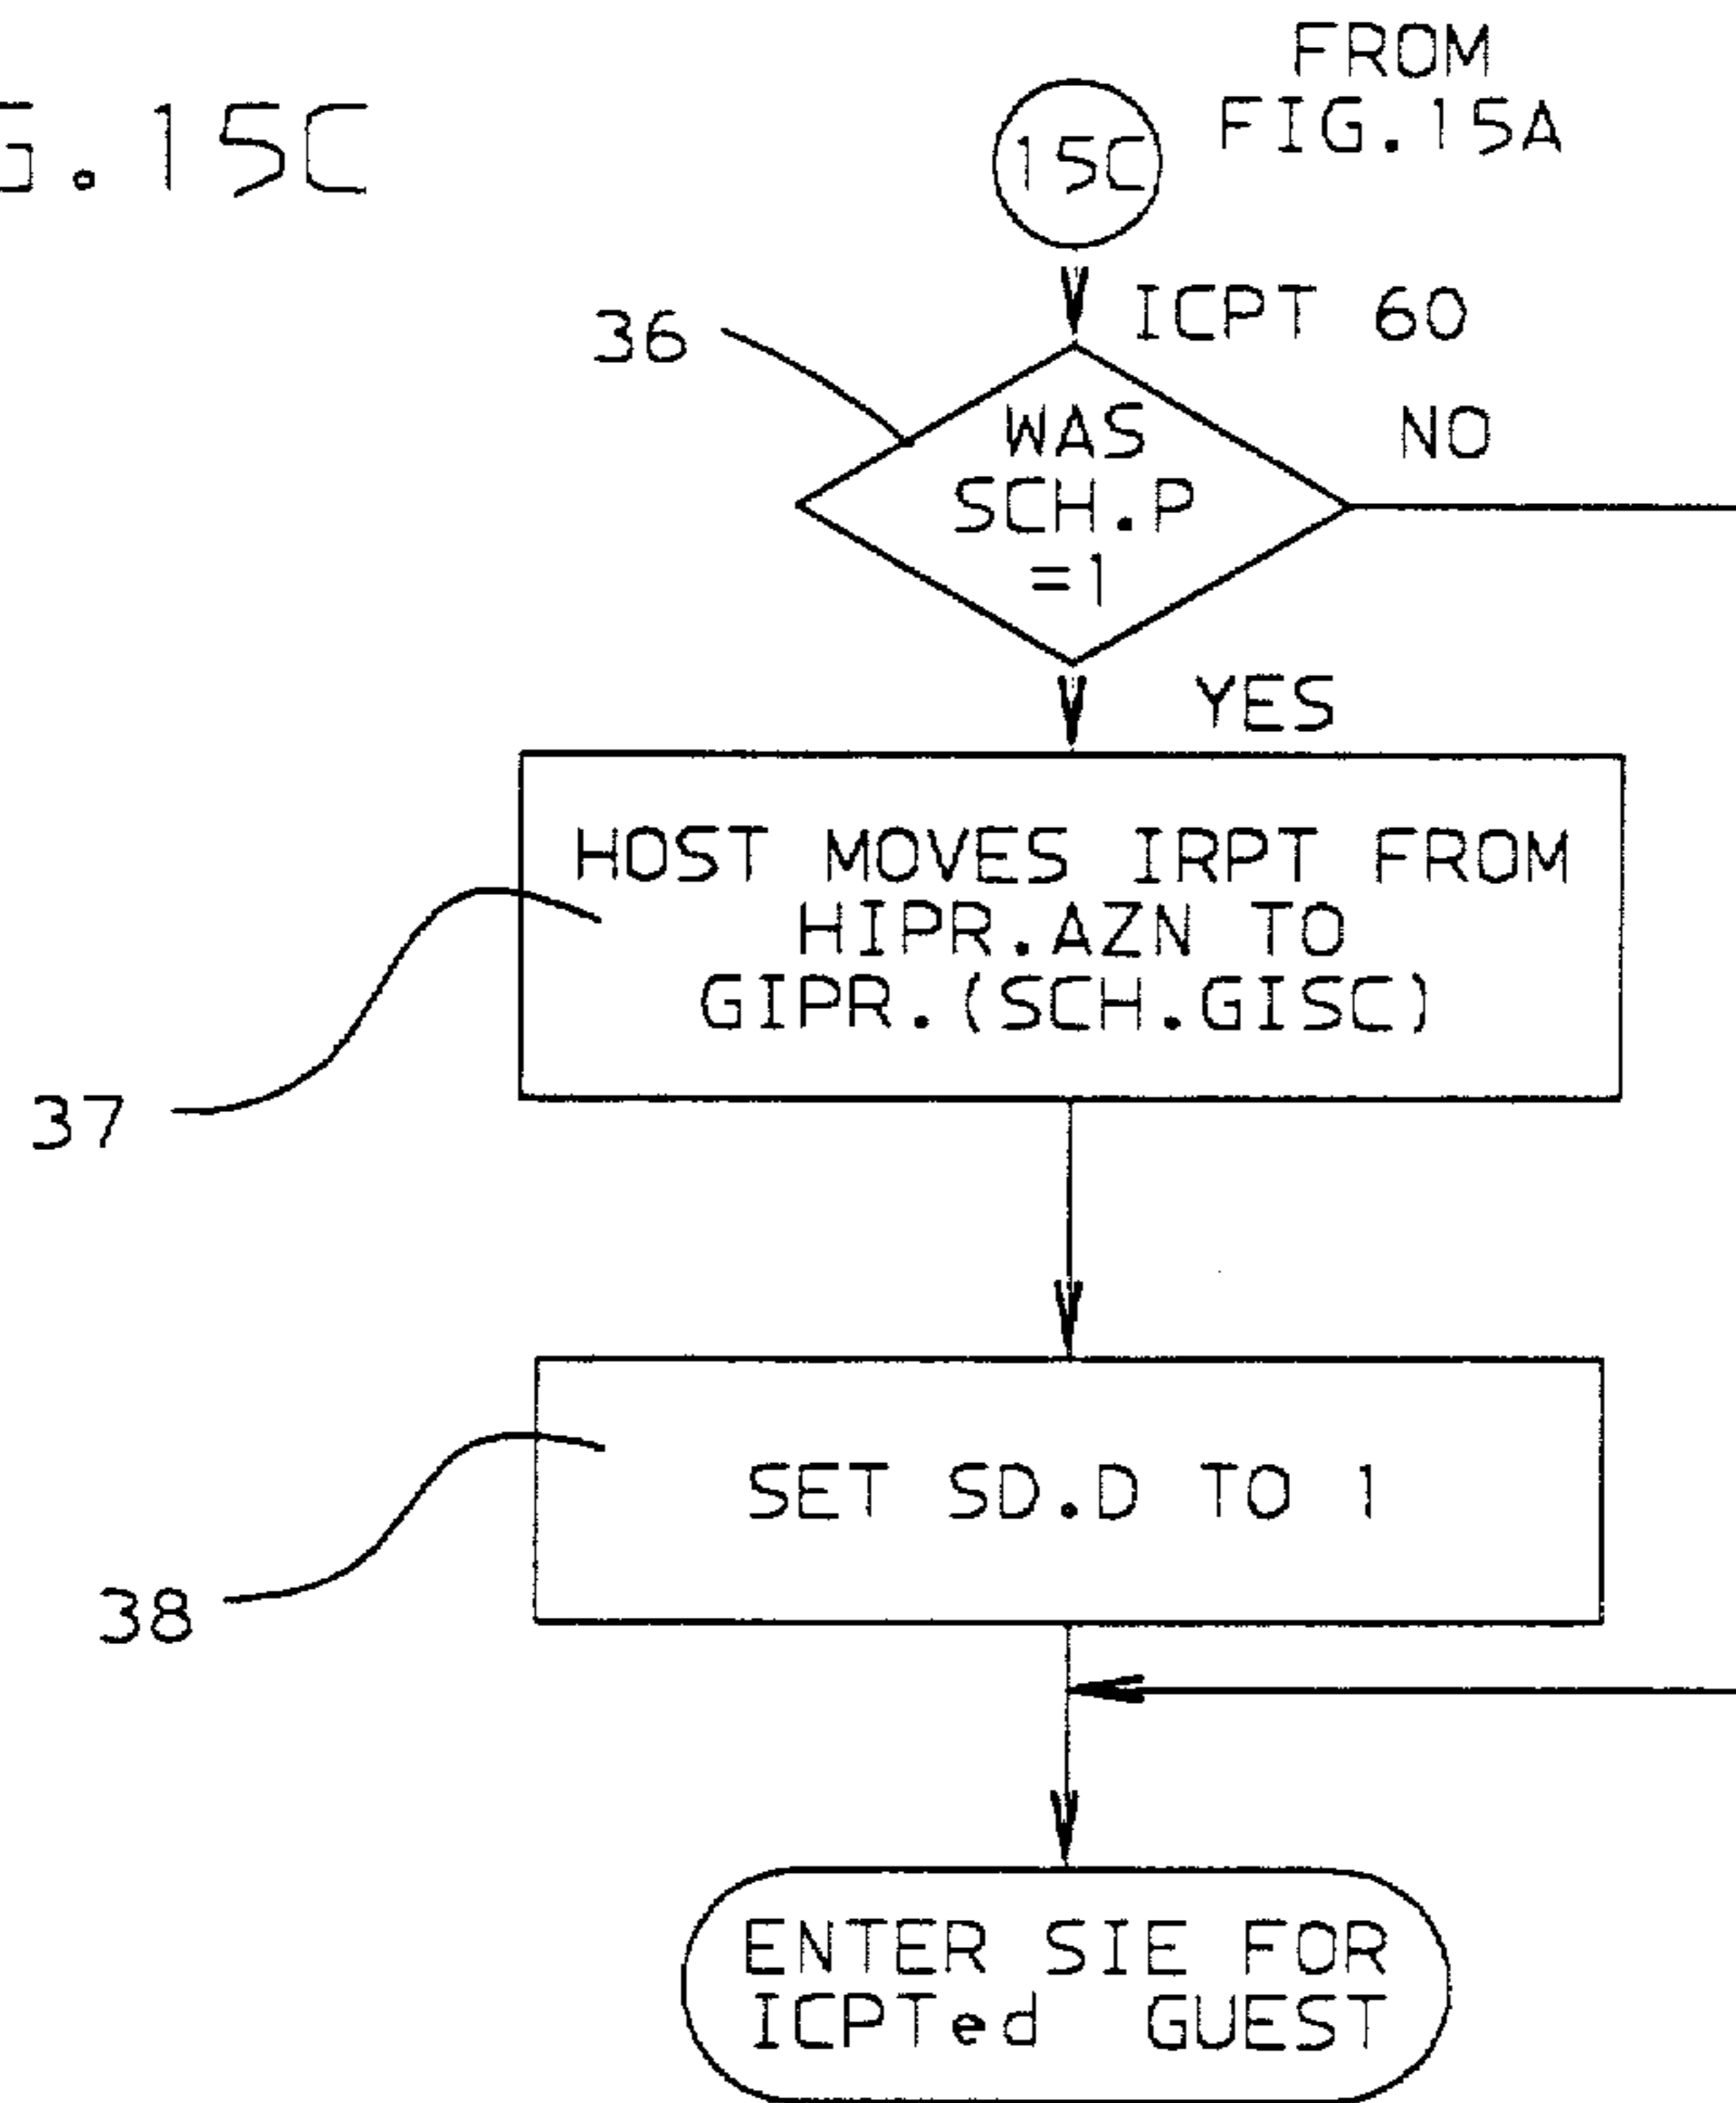 G.15C
FROM
FIG.15A
15C
ICPT 60
36
WAS
SCH.P
=1
NO
YES
HOST MOVES IRPT FROM
HIPR.AZN TO
GIPR.(SCH.GISC)
37
SET SD.D TO 1
38
ENTER SIE FOR
ICPTed GUEST